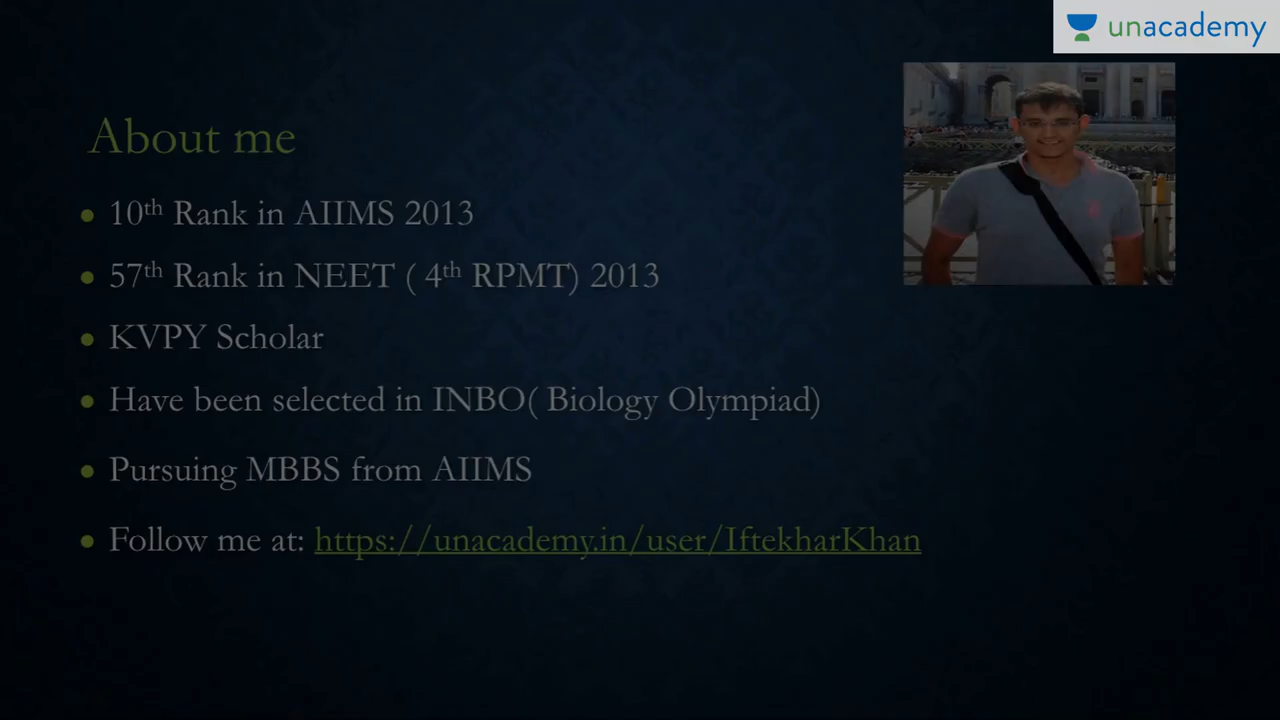 unacademy
About me
10th Rank in AIIMS 2013
57th Rank in NEET ( 4th RPMT) 2013
KVPY Scholar
Have been selected in INBO( Biology Olympiad)
Pursuing MBBS from AIIMS
Follow me at: https://unacademy.in/user/IftekharKhan